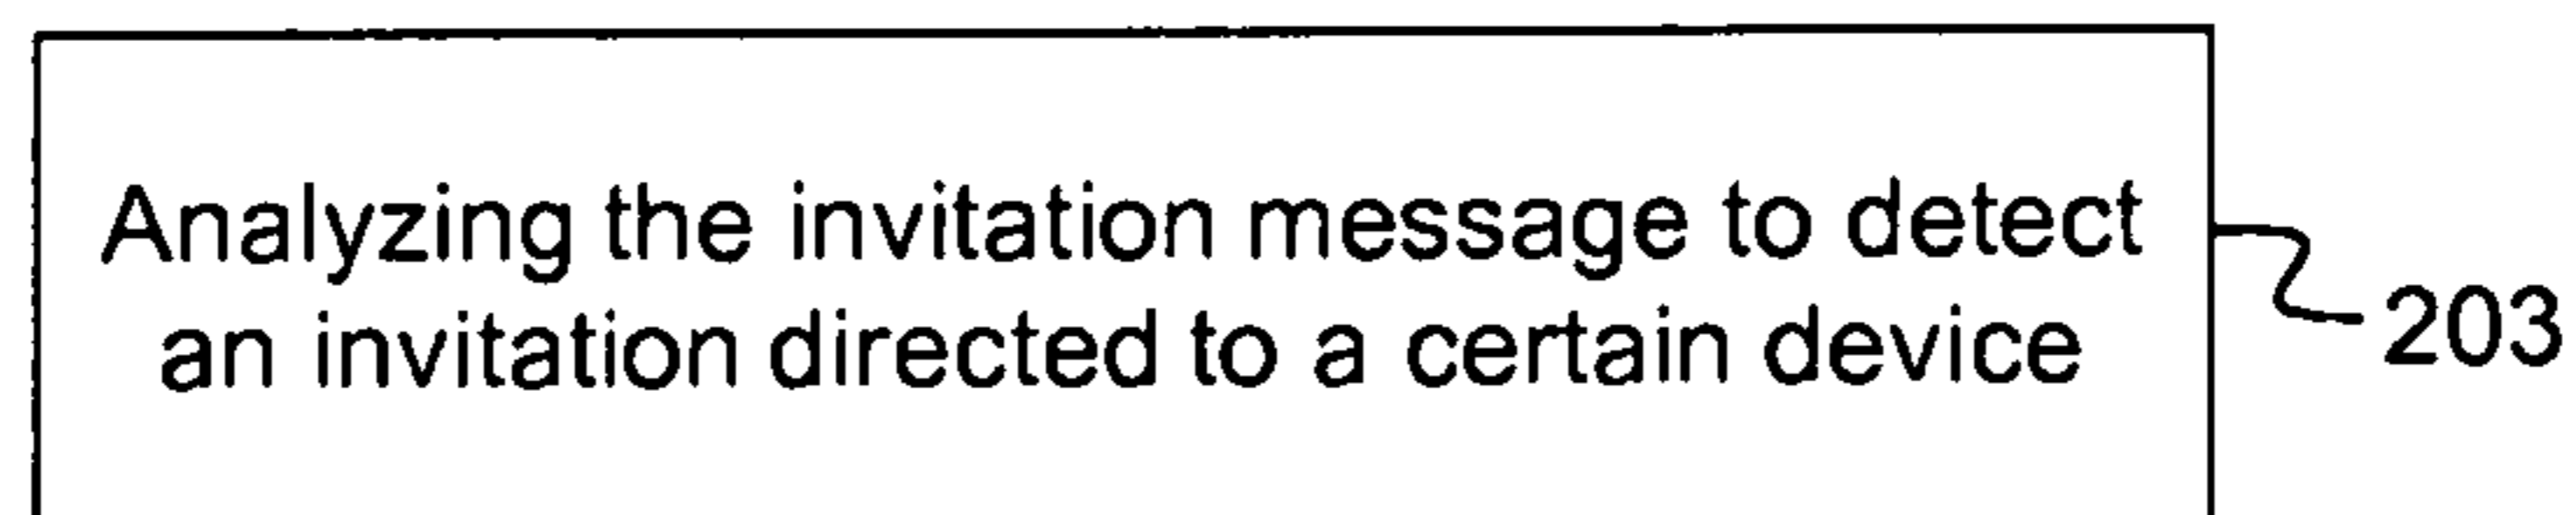 Analyzing the invitation message to detect
an invitation directed to a certain device
203